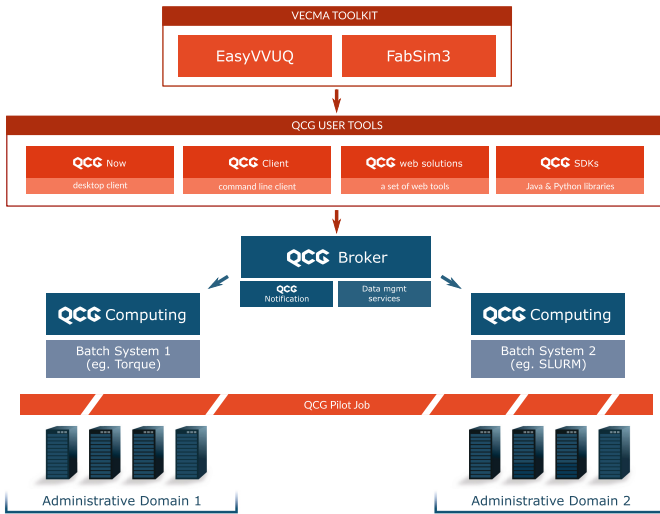 VECMA TOOLKIT
EasyVVUQ
FabSim3
QCG USER TOOLS
QCG Now
desktop client
QCG Client
command line client
QCG web solutions
a set of web tools
QCG SDKs
Java & Python libraries
QCG Broker
QCG
Notification
Data mgmt
services
QCG Computing
Batch System 1
(eg. Torque)
QCG Computing
Batch System 2
(eg. SLURM)
QCG Pilot Job
Administrative Domain 1
Administrative Domain 2